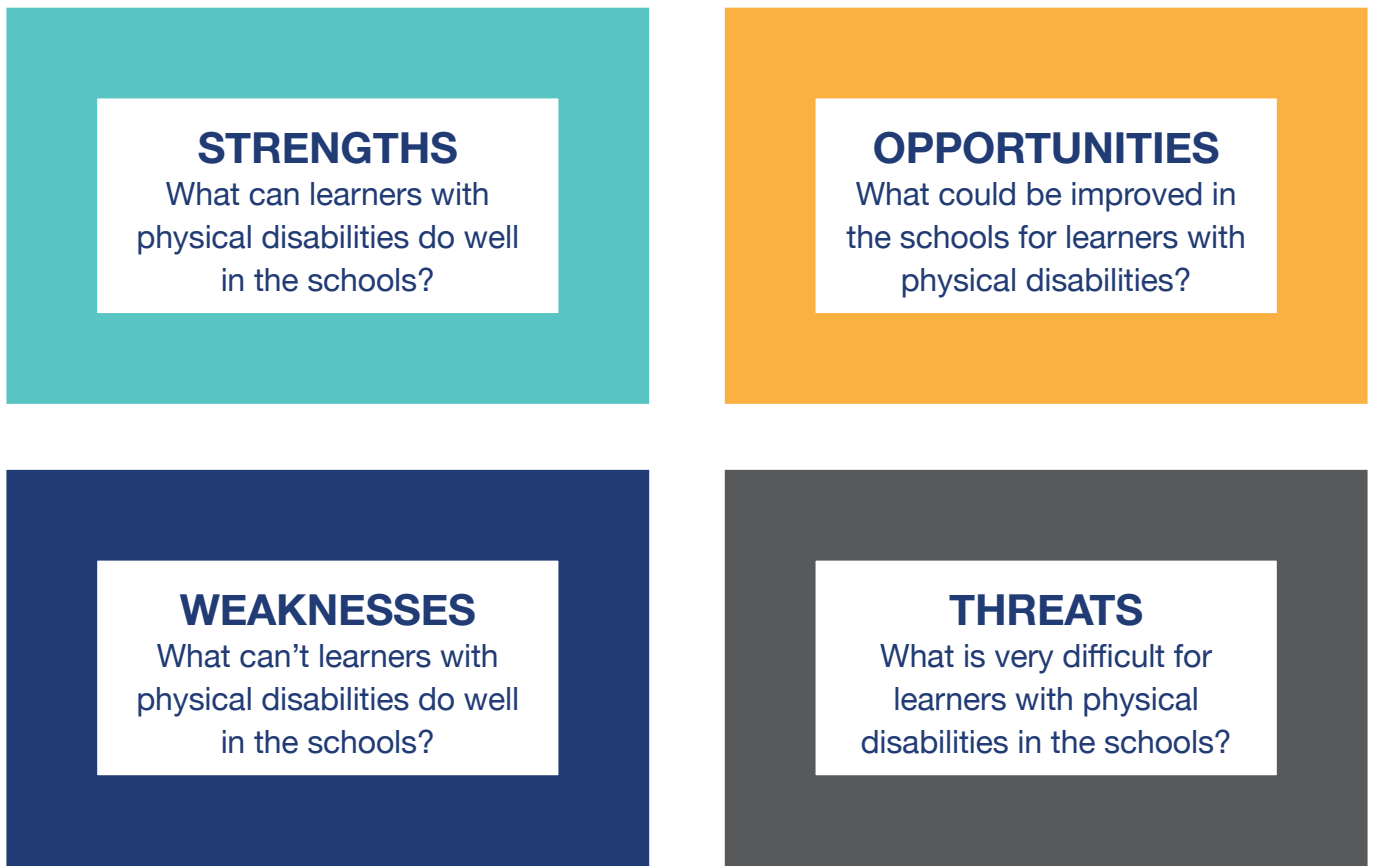 STRENGTHS
What can learners with
physical disabilities do well
in the schools?
OPPORTUNITIES
What could be improved in
the schools for learners with
physical disabilities?
WEAKNESSES
What can’t learners with
physical disabilities do well
in the schools?
THREATS
What is very difficult for
learners with physical
disabilities in the schools?